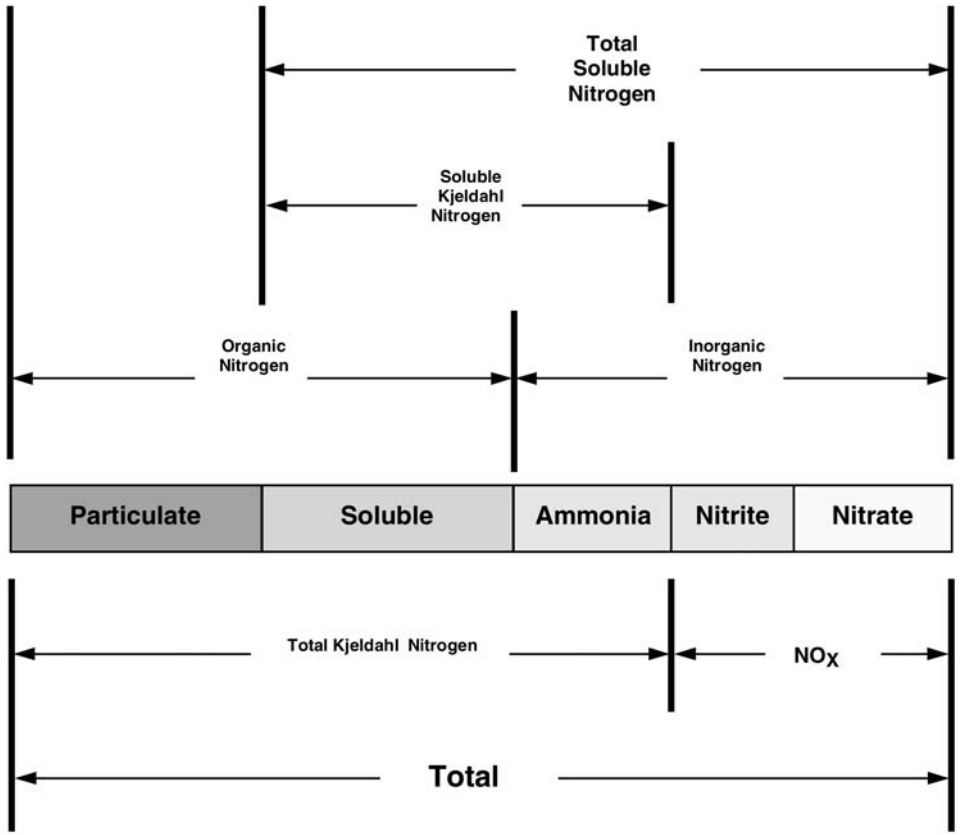 Total
Soluble
Nitrogen
Soluble
Kjeldahl
Nitrogen
Organic
Nitrogen
Inorganic
Nitrogen
Particulate
Soluble
Ammonia
Nitrite
Nitrate
Total Kjeldahl Nitrogen
NOX
Total